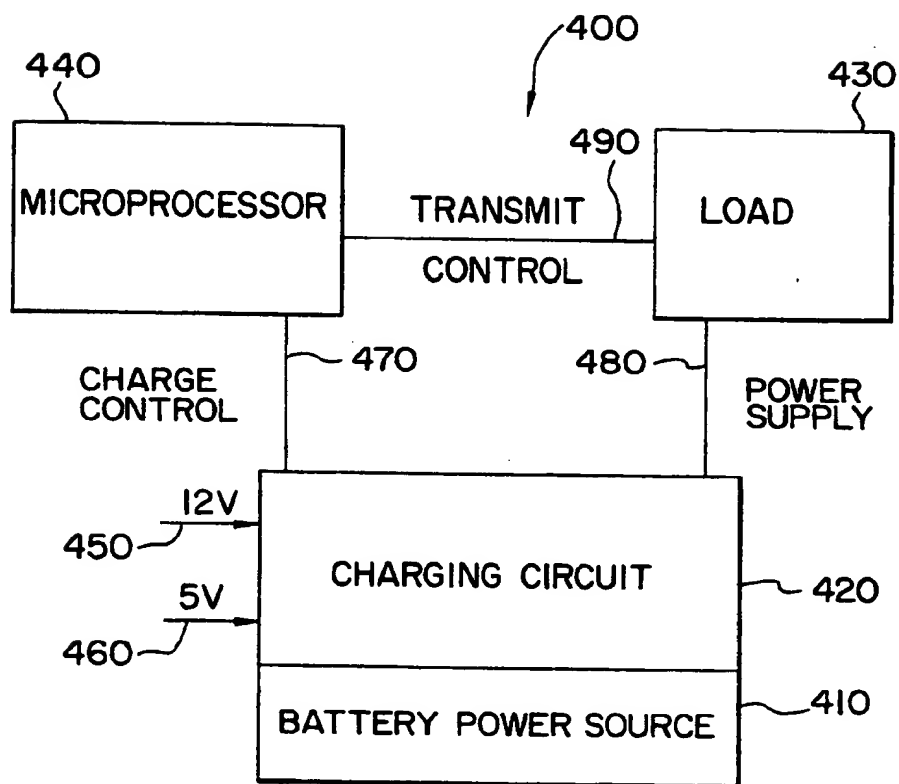 400
440
430
490
MICROPROCESSOR
TRANSMIT
CONTROL
LOAD
470
480
CHARGE
CONTROL
POWER
SUPPLY
12V
450
CHARGING CIRCUIT
420
5V
460
410
BATTERY POWER SOURCE